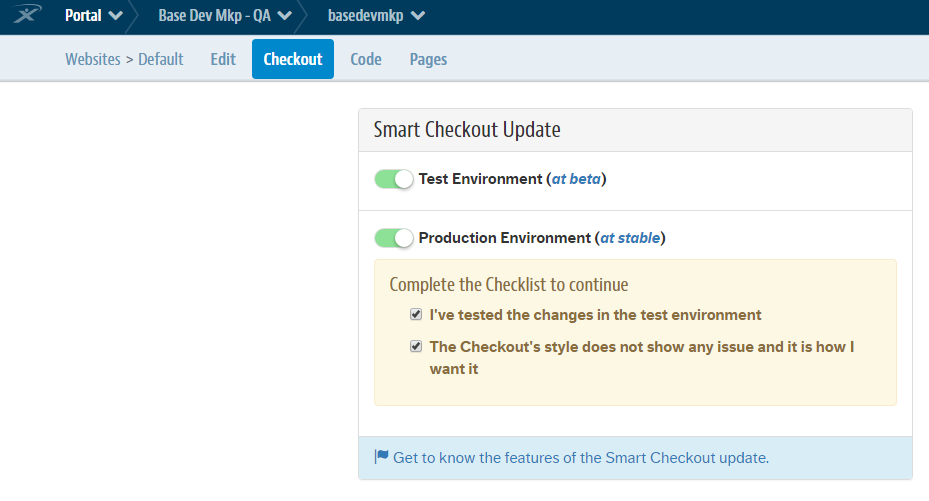 Portal Base Dev Mkp - QA basedevmkp
Websites > Default Edit Checkout Code Pages
Smart Checkout Update
Test Environment (at beta)
Production Environment (at stable)
Complete the Checklist to continue
I've tested the changes in the test environment
The Checkout's style does not show any issue and it is how I
want it
Get to know the features of the Smart Checkout update.